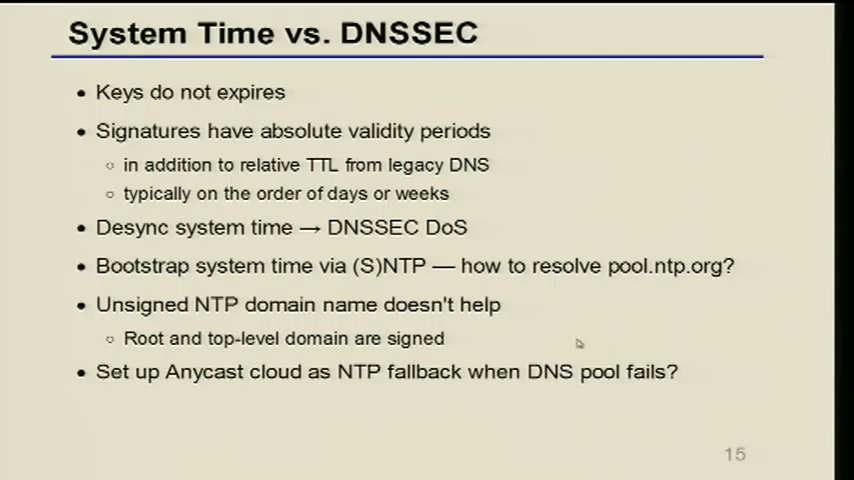 System Time vs. DNSSEC
• Keys do not expires
• Signatures have absolute validity periods
○ in addition to relative TTL from legacy DNS
○ typically on the order of days or weeks
• Desync system time → DNSSEC DoS
• Bootstrap system time via (S)NTP — how to resolve pool.ntp.org?
• Unsigned NTP domain name doesn't help
○ Root and top-level domain are signed
• Set up Anycast cloud as NTP fallback when DNS pool fails?
15